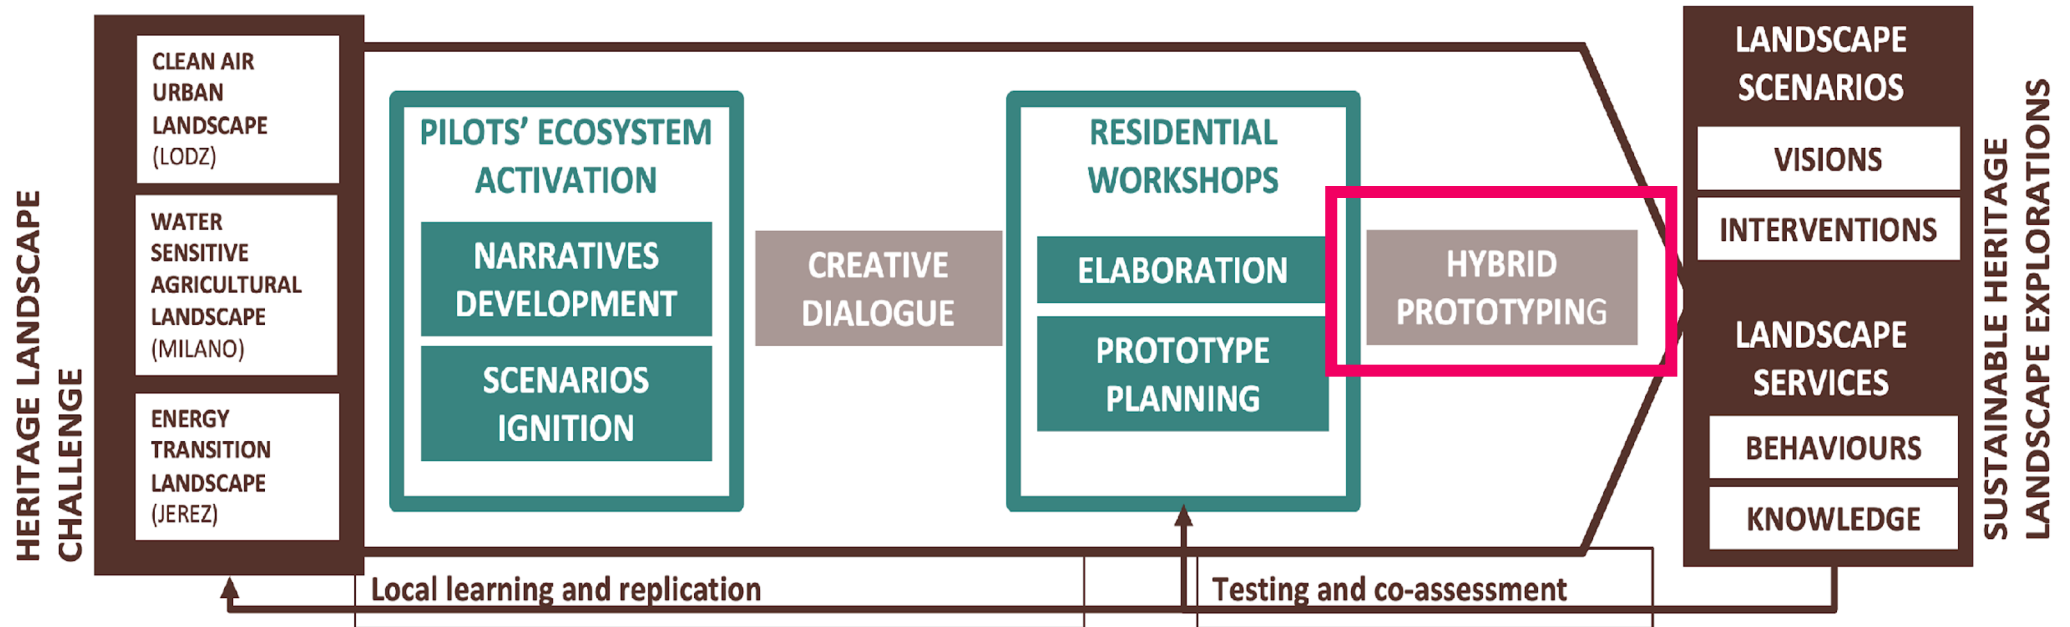 HERITAGE LANDSCAPE
CHALLENGE
CLEAN AIR
URBAN
LANDSCAPE
(LODZ)
WATER
SENSITIVE
AGRICULTURAL
LANDSCAPE
(MILANO)
ENERGY
TRANSITION
LANDSCAPE
(JEREZ)
PILOTS’ ECOSYSTEM
ACTIVATION
NARRATIVES
DEVELOPMENT
SCENARIOS
IGNITION
CREATIVE
DIALOGUE
RESIDENTIAL
WORKSHOPS
ELABORATION
PROTOTYPE
PLANNING
HYBRID
PROTOTYPING
LANDSCAPE
SCENARIOS
VISIONS
INTERVENTIONS
LANDSCAPE
SERVICES
BEHAVIOURS
KNOWLEDGE
SUSTAINABLE HERITAGE
LANDSCAPE EXPLORATIONS
Local learning and replication
Testing and co-assessment